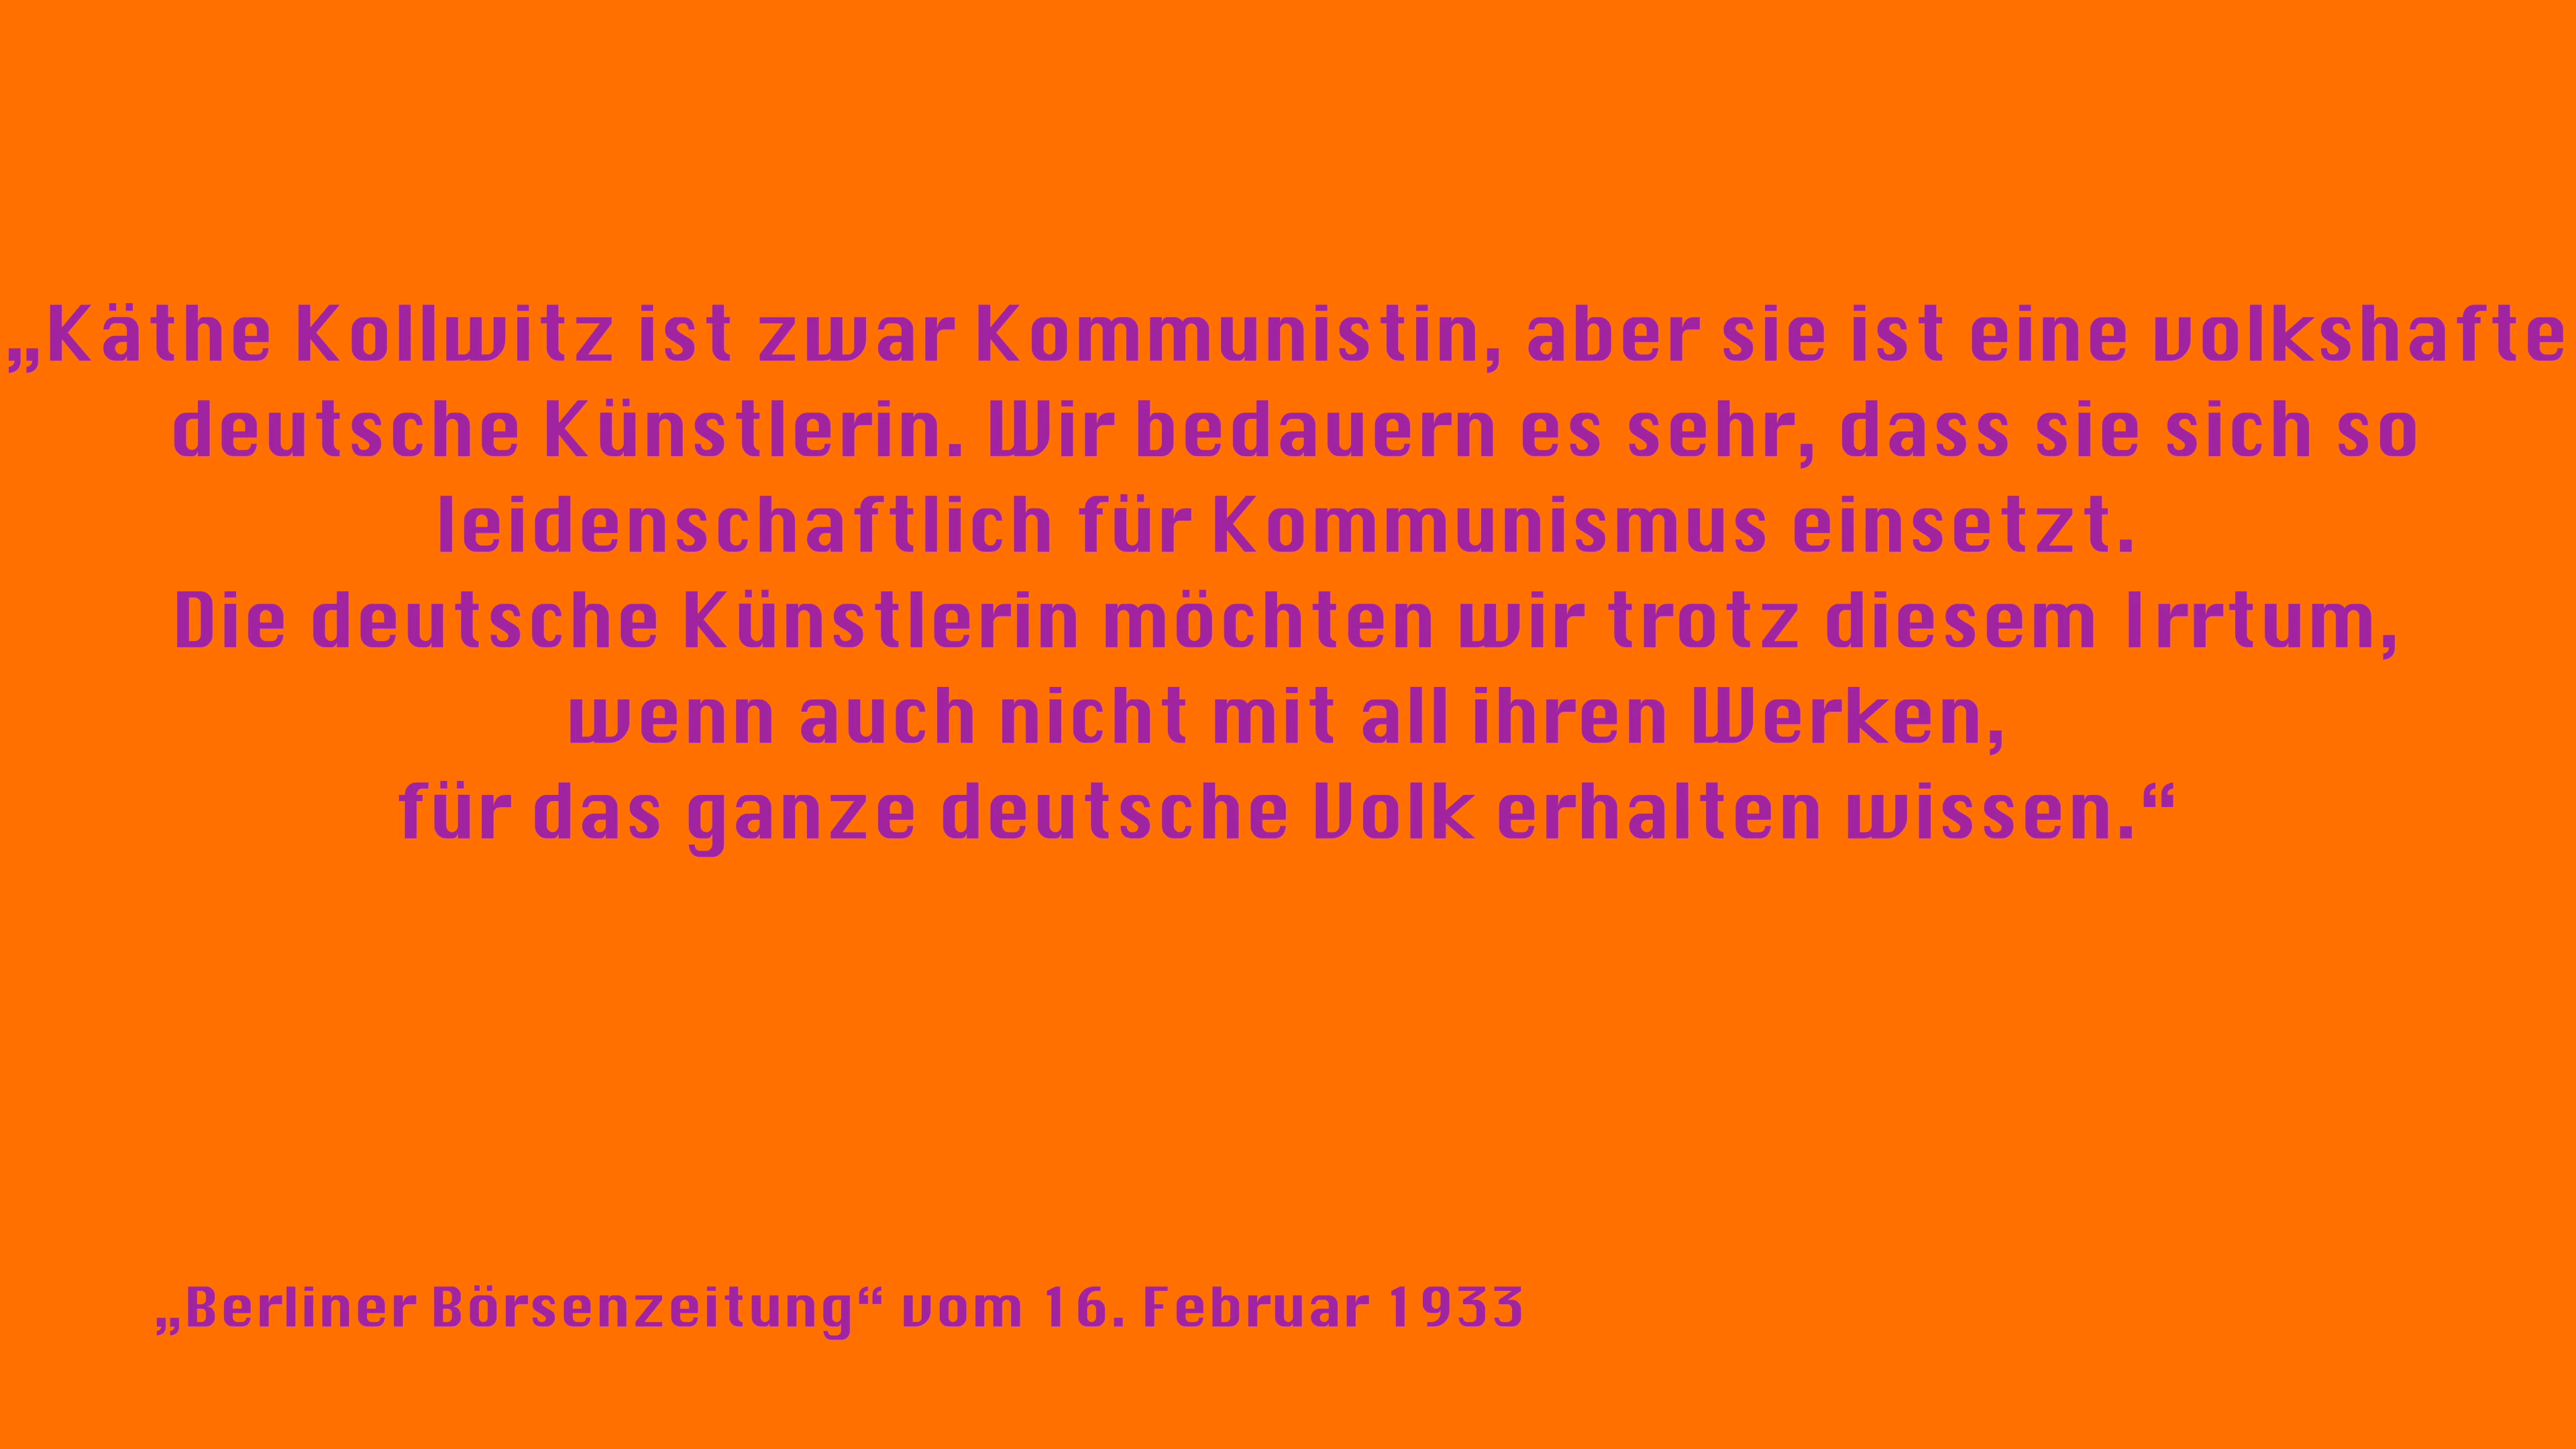 „Käthe Kollwitz ist zwar Kommunistin, aber sie ist eine volkshafte
deutsche Künstlerin. Wir bedauern es sehr, dass sie sich so
leidenschaftlich für Kommunismus einsetzt.
Die deutsche Künstlerin möchten wir trotz diesem Irrtum,
wenn auch nicht mit all ihren Werken,
für das ganze deutsche Volk erhalten wissen.“
„Berliner Börsenzeitung“ vom 16. Februar 1933